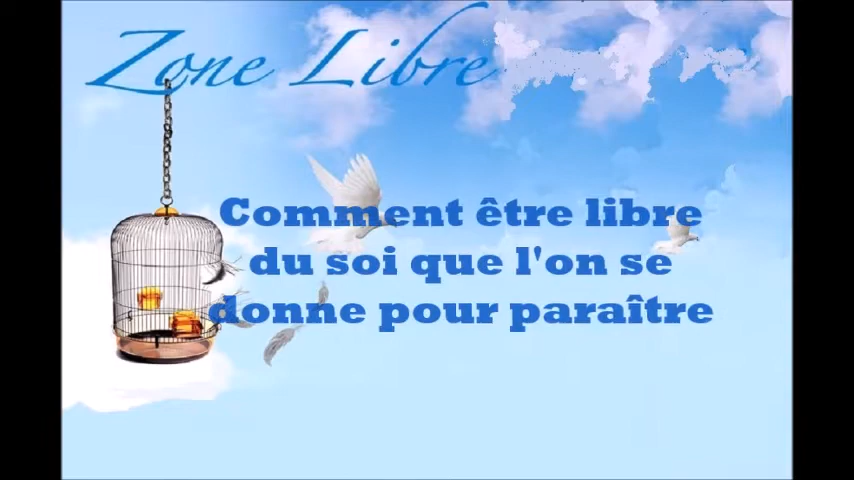 Zone Libre
Comment être libre
du soi que l'on se
donne pour paraître